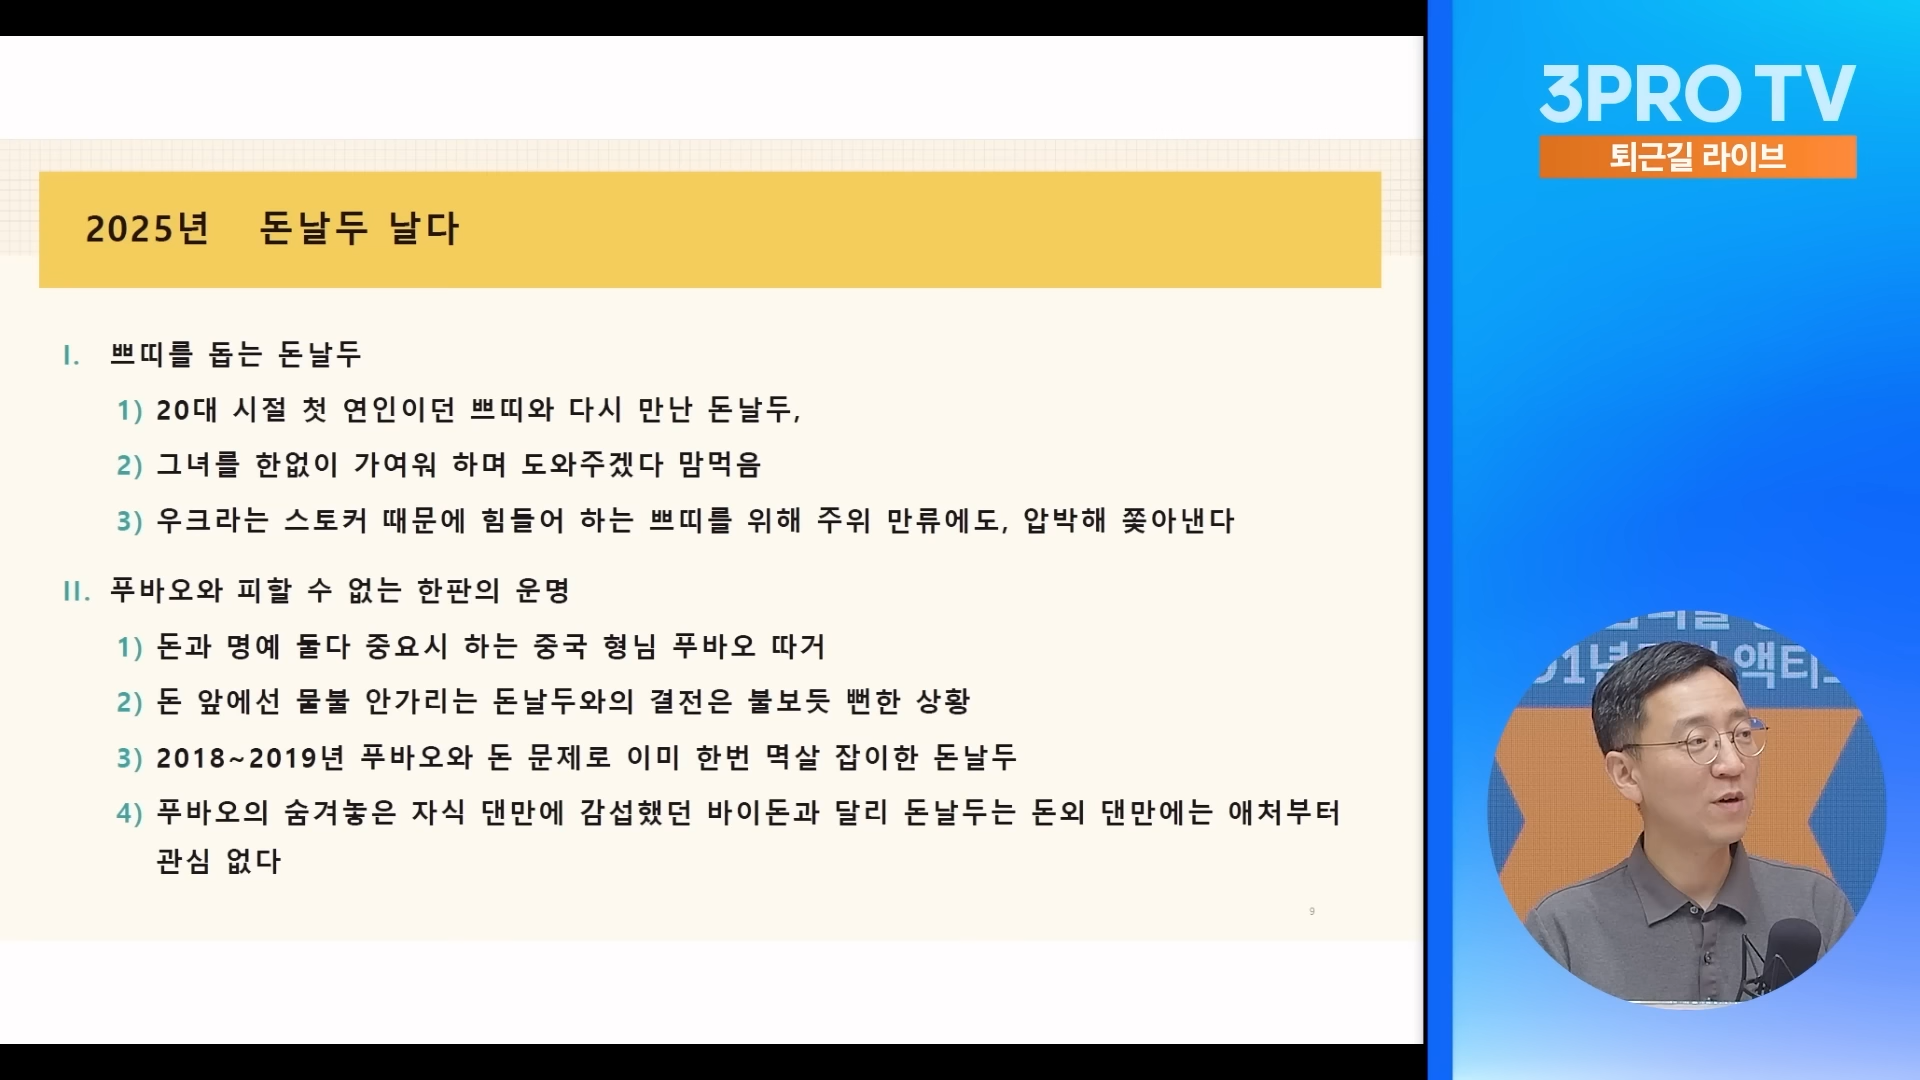 3PRO TV
퇴근길 라이브
2025년 돈날두 날다
I. 쁘띠를 돕는 돈날두
1) 20대 시절 첫 연인이던 쁘띠와 다시 만난 돈날두,
2) 그녀를 한없이 가여워 하며 도와주겠다 맘먹음
3) 우크라는 스토커 때문에 힘들어 하는 쁘띠를 위해 주위 만류에도, 압박해 쫓아낸다
II. 푸바오와 피할 수 없는 한판의 운명
1) 돈과 명예 둘다 중요시 하는 중국 형님 푸바오 따거
2) 돈 앞에선 물불 안가리는 돈날두와의 결전은 불보듯 뻔한 상황
3) 2018~2019년 푸바오와 돈 문제로 이미 한번 멱살 잡이한 돈날두
4) 푸바오의 숨겨놓은 자식 댄만에 감섭했던 바이돈과 달리 돈날두는 돈외 댄만에는 애처부터
관심 없다
9